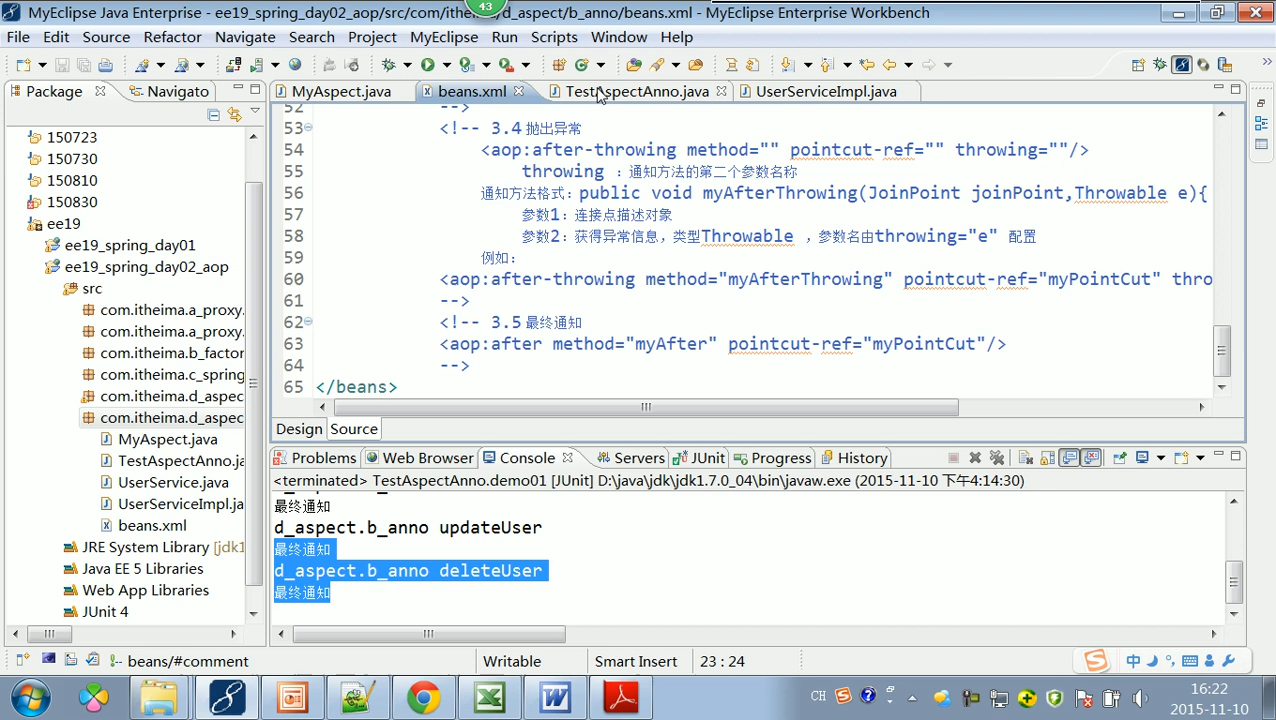 MyEclipse Java Enterprise - ee19_spring_day02_aop/src/com/itheima/d_aspect/b_anno/beans.xml - MyEclipse Enterprise Workbench
43
File Edit Source Refactor Navigate Search Project MyEclipse Run Scripts Window Help
Package Navigator
MyAspect.java beans.xml TestAspectAnno.java UserServiceImpl.java
150723
150730
150810
150830
ee19
ee19_spring_day01
ee19_spring_day02_aop
src
com.itheima.a_proxy.
com.itheima.a_proxy.
com.itheima.b_factor
com.itheima.c_spring
com.itheima.d_aspec
com.itheima.d_aspec
MyAspect.java
TestAspectAnno.ja
UserService.java
UserServiceImpl.ja
beans.xml
JRE System Library [jdk1
Java EE 5 Libraries
Web App Libraries
JUnit 4
52 -->
53 <!-- 3.4 抛出异常
54 <aop:after-throwing method="" pointcut-ref="" throwing=""/>
55 throwing ：通知方法的第二个参数名称
56 通知方法格式：public void myAfterThrowing(JoinPoint joinPoint,Throwable e){
57 参数1：连接点描述对象
58 参数2：获得异常信息，类型Throwable ，参数名由throwing="e" 配置
59 例如：
60 <aop:after-throwing method="myAfterThrowing" pointcut-ref="myPointCut" thro
61 -->
62 <!-- 3.5 最终通知
63 <aop:after method="myAfter" pointcut-ref="myPointCut"/>
64 -->
65 </beans>
Design Source
Problems Web Browser Console Servers JUnit Progress History
<terminated> TestAspectAnno.demo01 [JUnit] D:\java\jdk\jdk1.7.0_04\bin\javaw.exe (2015-11-10 下午4:14:30)
最终通知
d_aspect.b_anno updateUser
最终通知
d_aspect.b_anno deleteUser
最终通知
beans/#comment Writable Smart Insert 23 : 24
中
CH
16:22
2015-11-10